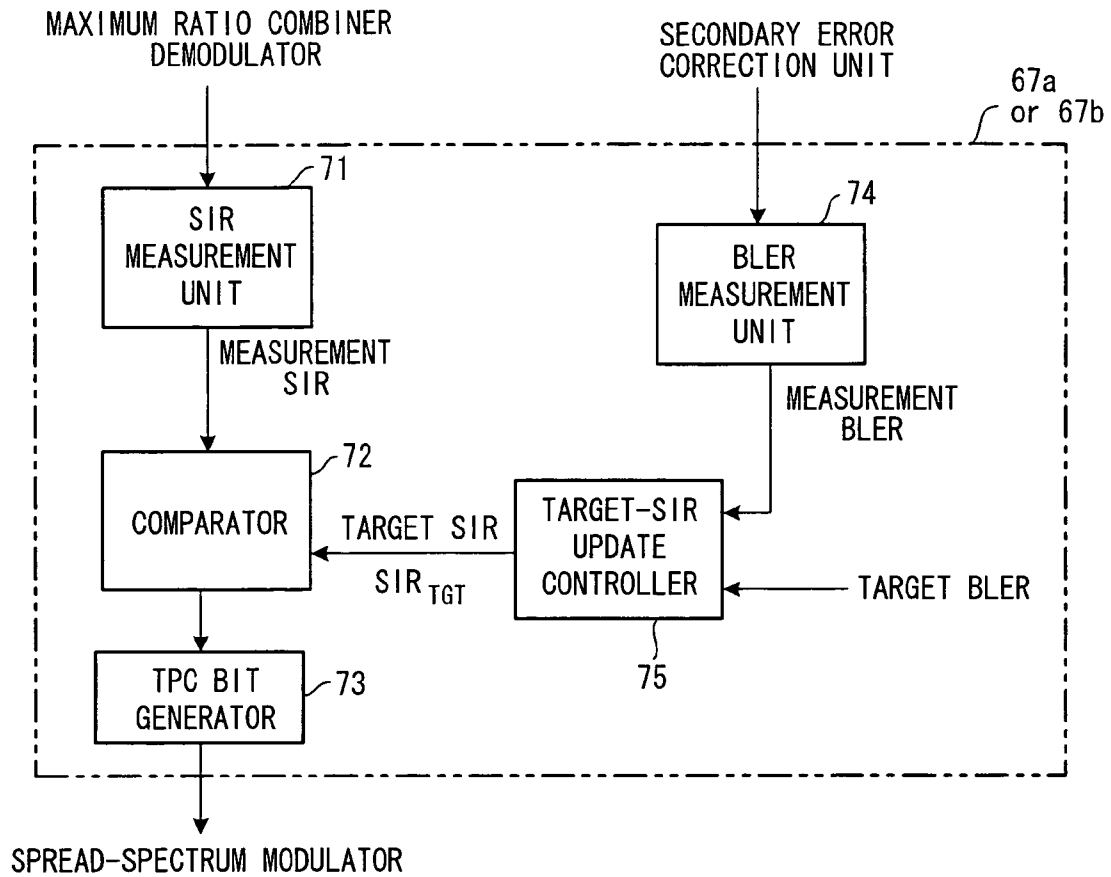 MAXIMUM RATIO COMBINER
DEMODULATOR
SECONDARY ERROR
CORRECTION UNIT
67a
or 67b
71
SIR
MEASUREMENT
UNIT
74
BLER
MEASUREMENT
UNIT
MEASUREMENT
SIR
MEASUREMENT
BLER
72
COMPARATOR
TARGET SIR
SIR TGT
TARGET-SIR
UPDATE
CONTROLLER
TARGET BLER
75
TPC BIT
GENERATOR
73
SPREAD-SPECTRUM MODULATOR